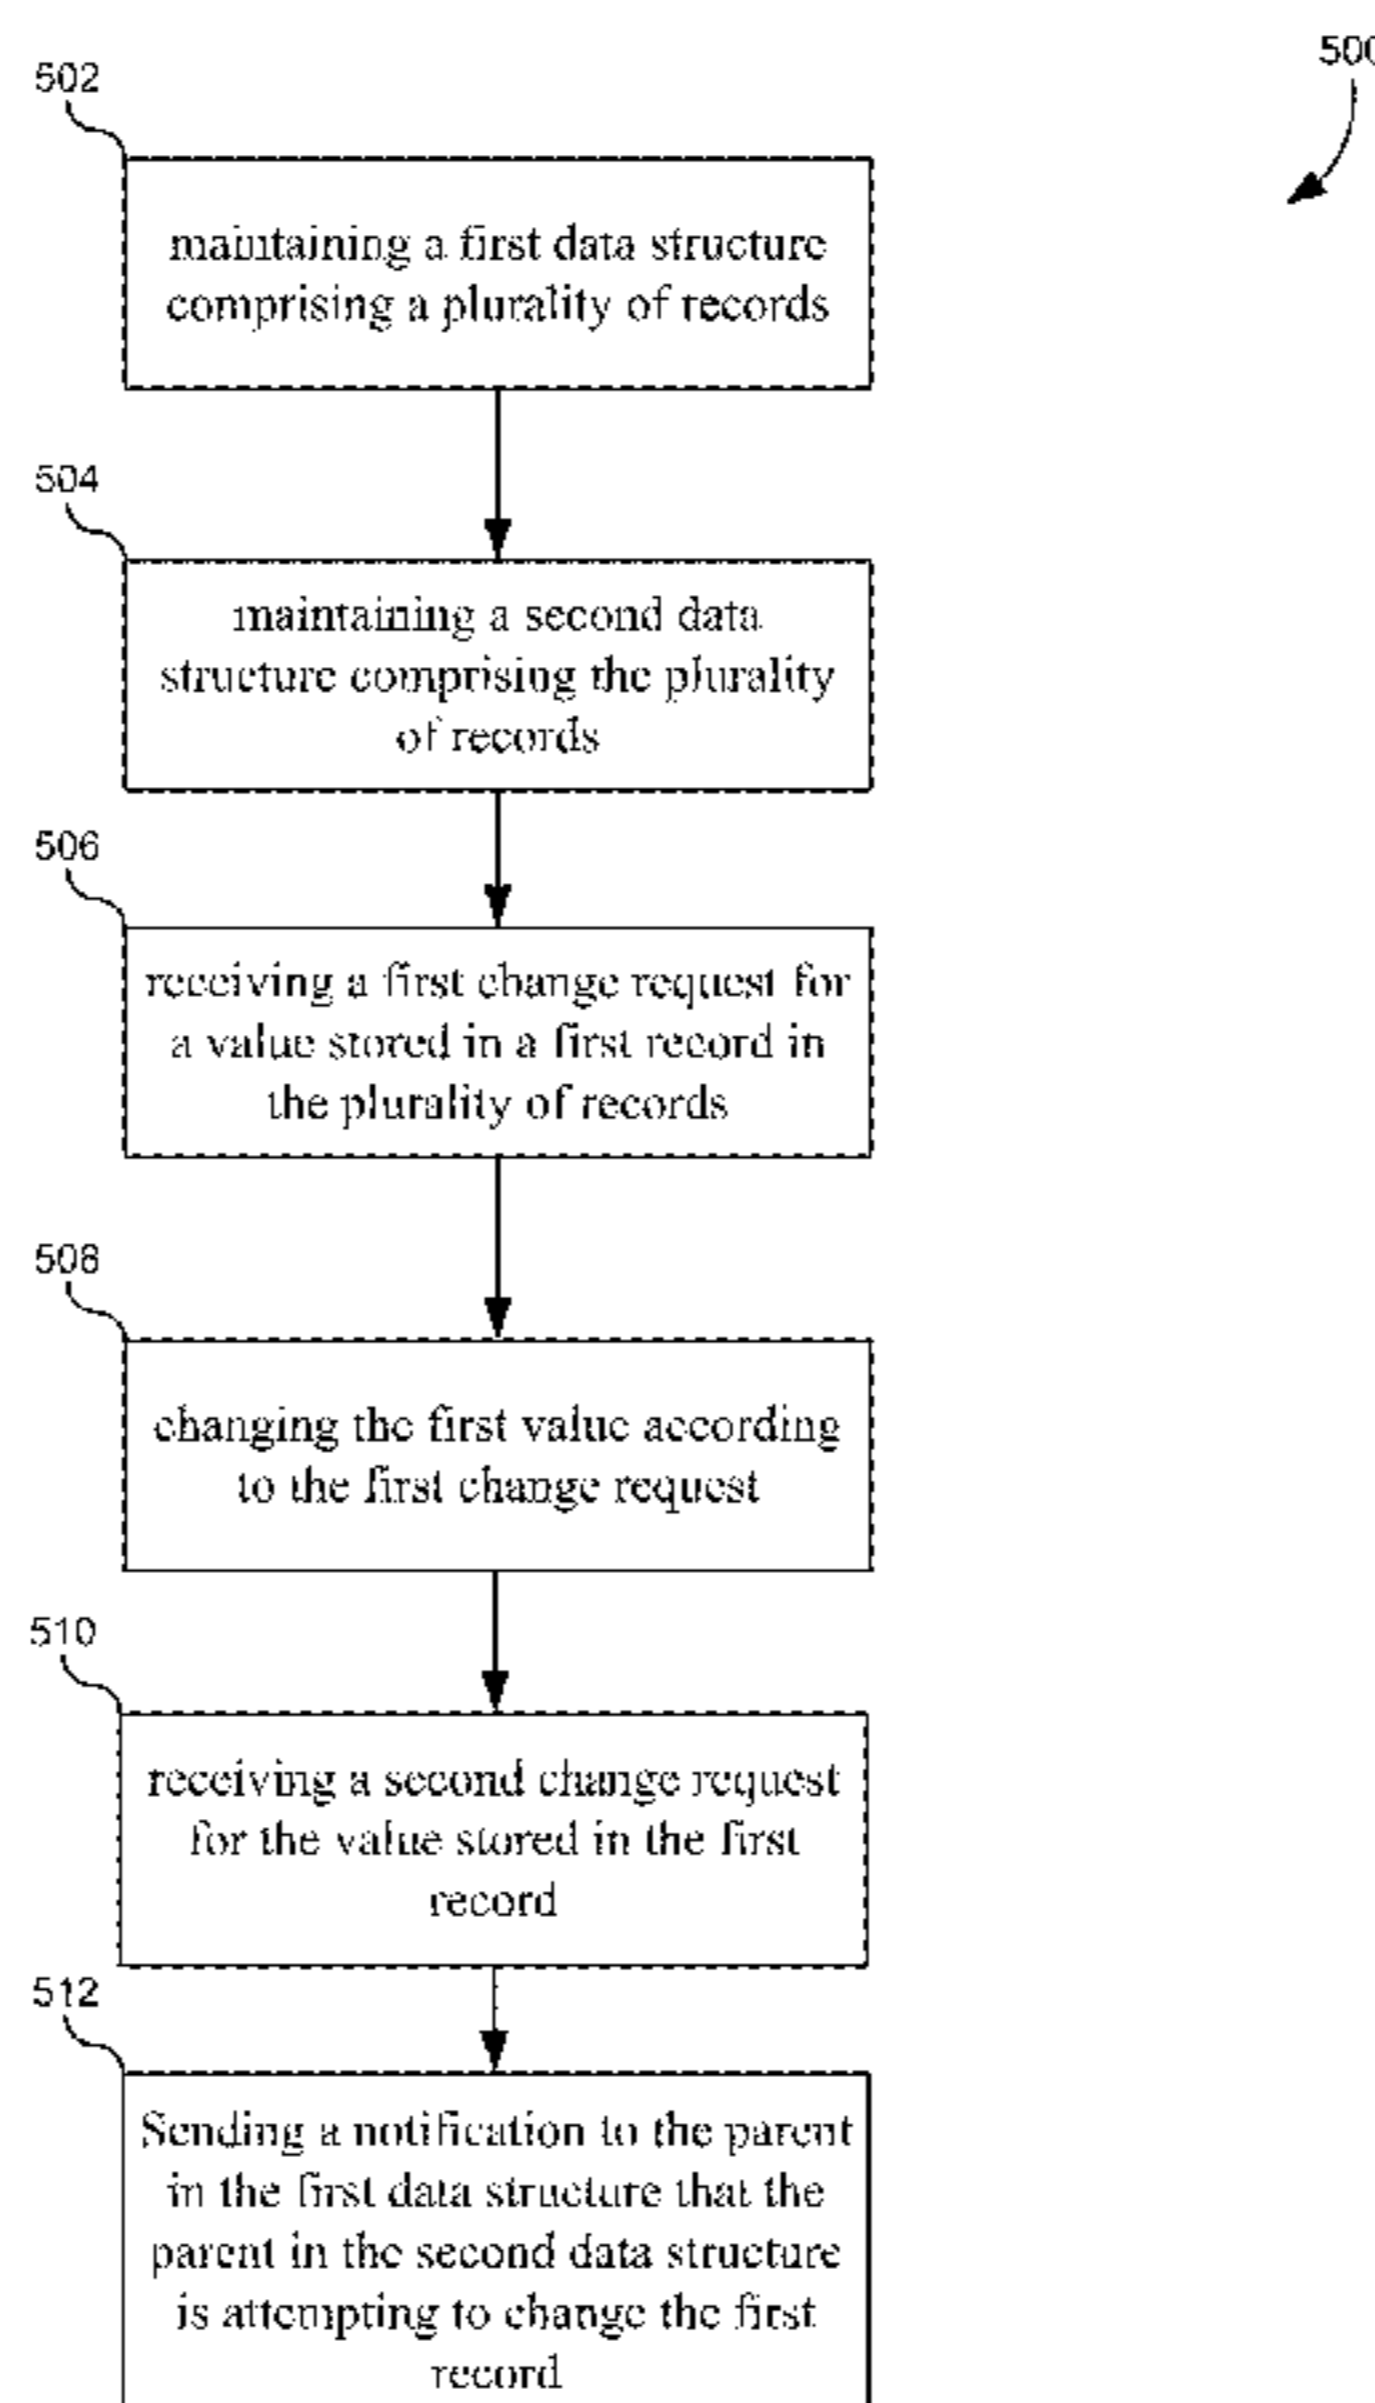 500
502
maintaining a first data structure
comprising a plurality of records
504
maintaining a second data
structure comprising the plurality
of records
506
receiving a first change request for
a value stored in a first record in
the plurality of records
508
changing the first value according
to the first change request
510
receiving a second change request
for the value stored in the first
record
512
Sending a notification to the parent
in the first data structure that the
parent in the second data structure
is attempting to change the first
record